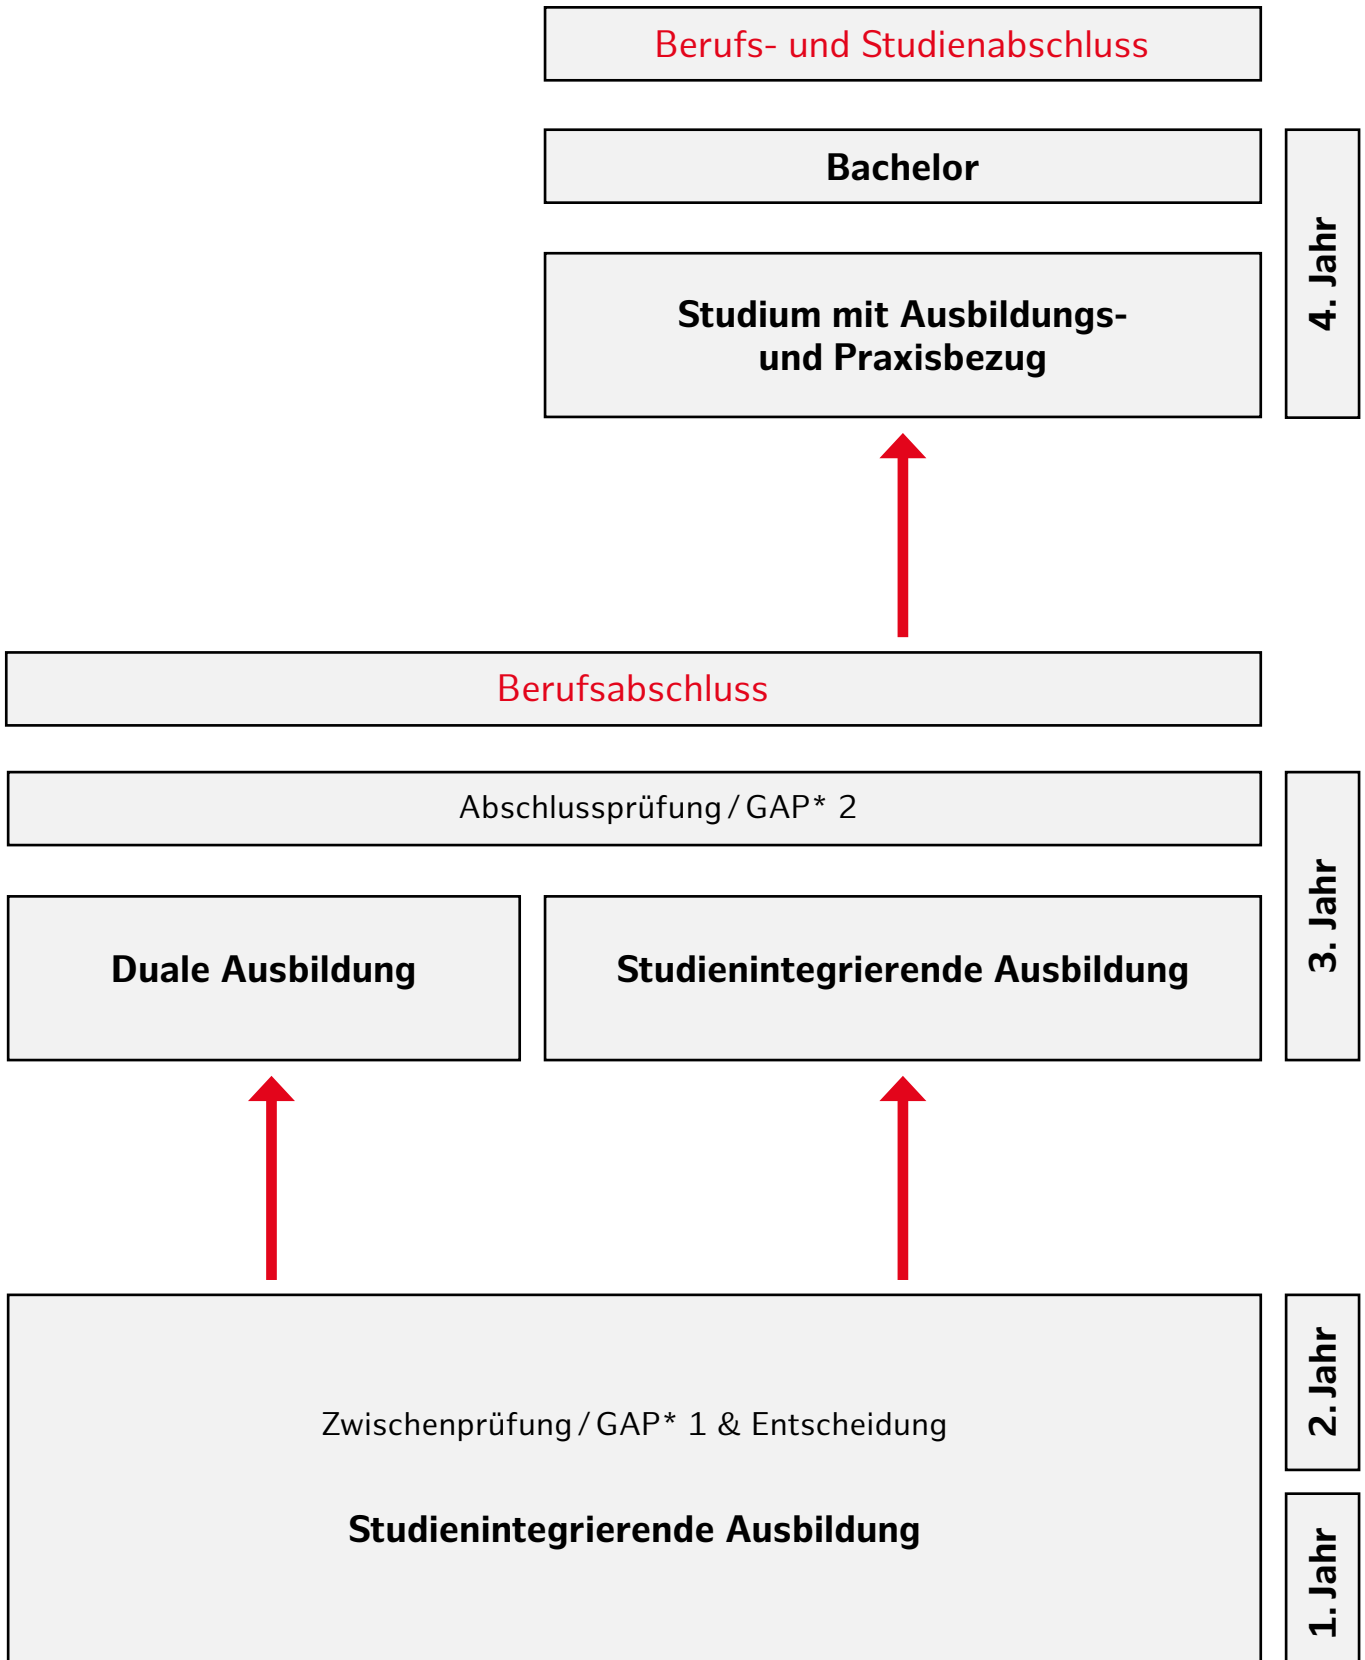 Berufs- und Studienabschluss
Bachelor
4. Jahr
Studium mit Ausbildungs-
und Praxisbezug
Berufsabschluss
Abschlussprüfung / GAP* 2
3. Jahr
Duale Ausbildung
Studienintegrierende Ausbildung
2. Jahr
Zwischenprüfung / GAP* 1 & Entscheidung
Studienintegrierende Ausbildung
1. Jahr